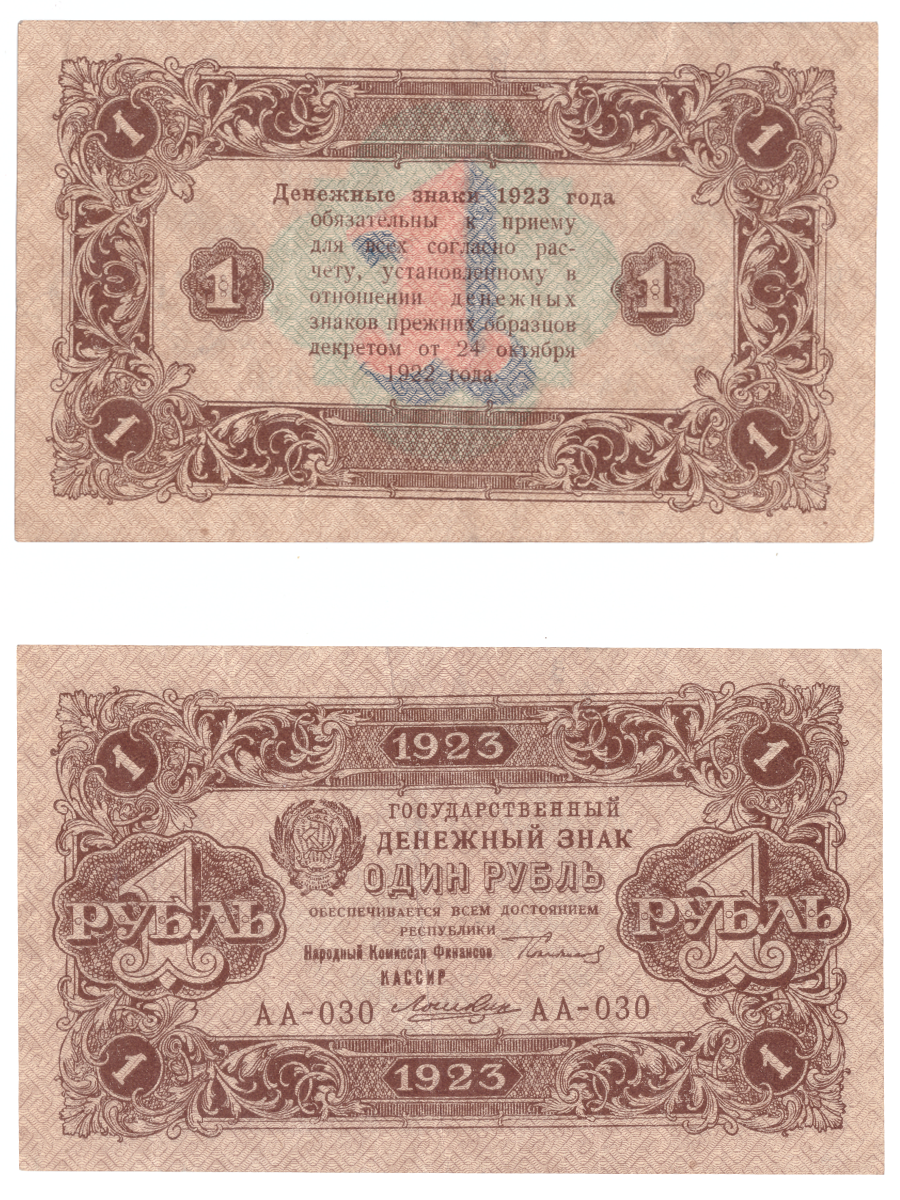 1 1
Денежные знаки 1923 года
обязательны к приему
для всех согласно рас-
чету, установленному в
отношении денежных
знаков прежних образцов
декретом от 24 октября
1922 года.
1 1
1
1 1
1 1923 1
ГОСУДАРСТВЕННЫЙ
ДЕНЕЖНЫЙ ЗНАК
ОДИН РУБЛЬ
1 РУБЛЬ 1 РУБЛЬ
ОБЕСПЕЧИВАЕТСЯ ВСЕМ ДОСТОЯНИЕМ
РЕСПУБЛИКИ
Народный Комиссар Финансов
КАССИР
АА-030 АА-030
1 1923 1